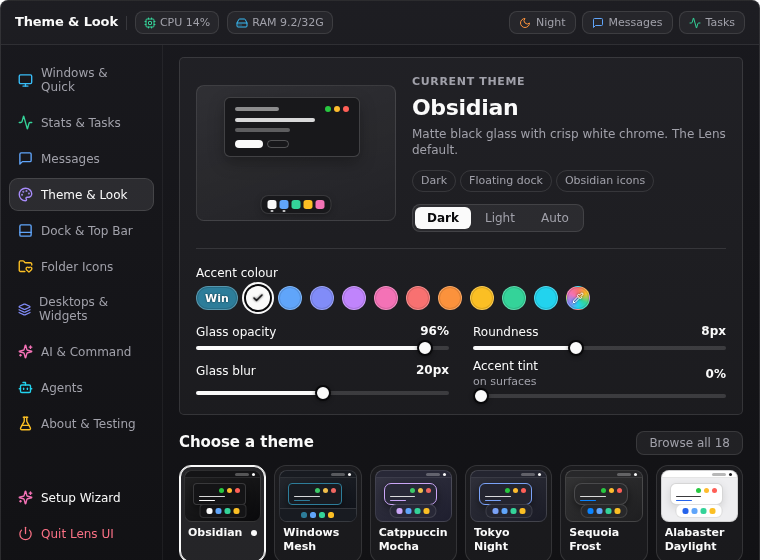 Theme & Look
CPU 14%
RAM 9.2/32G
Night
Messages
Tasks
Windows &
Quick
Stats & Tasks
Messages
Theme & Look
Dock & Top Bar
Folder Icons
Desktops &
Widgets
AI & Command
Agents
About & Testing
Setup Wizard
Quit Lens UI
CURRENT THEME
Obsidian
Matte black glass with crisp white chrome. The Lens
default.
Dark
Floating dock
Obsidian icons
Dark
Light
Auto
Accent colour
Win
Glass opacity
96%
Roundness
8px
Glass blur
20px
Accent tint
on surfaces
0%
Choose a theme
Browse all 18
Obsidian
Windows
Mesh
Catppuccin
Mocha
Tokyo
Night
Sequoia
Frost
Alabaster
Daylight